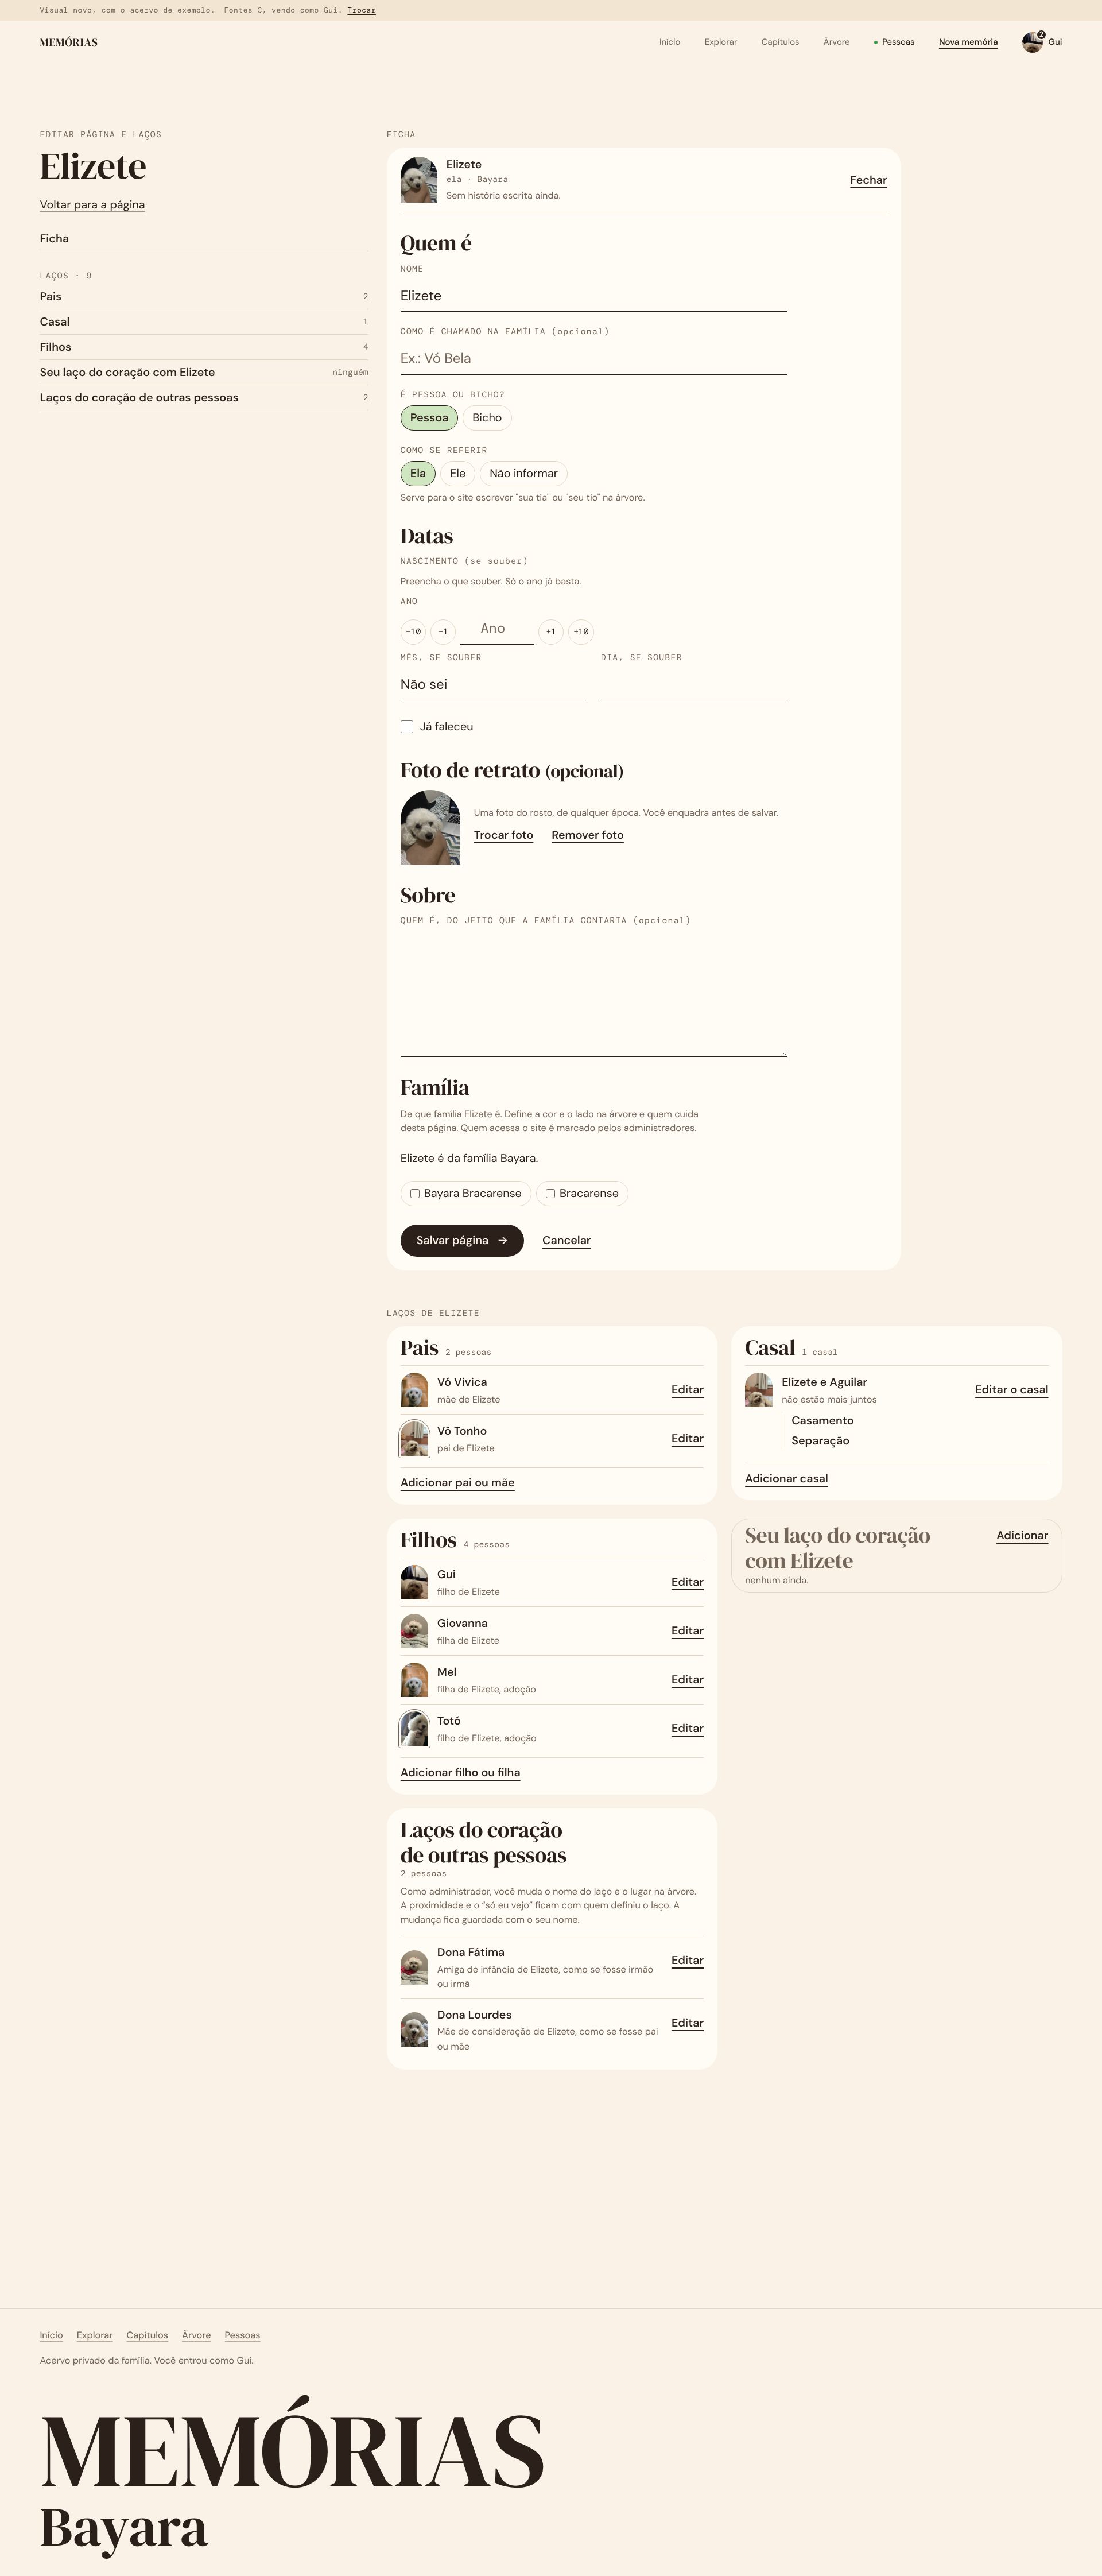 Visual novo, com o acervo de exemplo. Fontes C, vendo como Gui. Trocar
MEMÓRIAS
Início
Explorar
Capítulos
Árvore
Pessoas
Nova memória
2
Gui
EDITAR PÁGINA E LAÇOS
Elizete
Voltar para a página
Ficha
LAÇOS · 9
Pais 2
Casal 1
Filhos 4
Seu laço do coração com Elizete ninguém
Laços do coração de outras pessoas 2
FICHA
Elizete
ela · Bayara
Sem história escrita ainda.
Fechar
Quem é
NOME
Elizete
COMO É CHAMADO NA FAMÍLIA (opcional)
Ex.: Vó Bela
É PESSOA OU BICHO?
Pessoa
Bicho
COMO SE REFERIR
Ela
Ele
Não informar
Serve para o site escrever "sua tia" ou "seu tio" na árvore.
Datas
NASCIMENTO (se souber)
Preencha o que souber. Só o ano já basta.
ANO
−10
−1
Ano
+1
+10
MÊS, SE SOUBER
DIA, SE SOUBER
Não sei
Já faleceu
Foto de retrato (opcional)
Uma foto do rosto, de qualquer época. Você enquadra antes de salvar.
Trocar foto
Remover foto
Sobre
QUEM É, DO JEITO QUE A FAMÍLIA CONTARIA (opcional)
Família
De que família Elizete é. Define a cor e o lado na árvore e quem cuida
desta página. Quem acessa o site é marcado pelos administradores.
Elizete é da família Bayara.
Bayara Bracarense
Bracarense
Salvar página →
Cancelar
LAÇOS DE ELIZETE
Pais 2 pessoas
Vó Vivica
mãe de Elizete
Editar
Vô Tonho
pai de Elizete
Editar
Adicionar pai ou mãe
Casal 1 casal
Elizete e Aguilar
não estão mais juntos
Editar o casal
Casamento
Separação
Adicionar casal
Filhos 4 pessoas
Gui
filho de Elizete
Editar
Giovanna
filha de Elizete
Editar
Mel
filha de Elizete, adoção
Editar
Totó
filho de Elizete, adoção
Editar
Adicionar filho ou filha
Seu laço do coração
com Elizete
nenhum ainda.
Adicionar
Laços do coração
de outras pessoas
2 pessoas
Como administrador, você muda o nome do laço e o lugar na árvore.
A proximidade e o “só eu vejo” ficam com quem definiu o laço. A
mudança fica guardada com o seu nome.
Dona Fátima
Amiga de infância de Elizete, como se fosse irmão
ou irmã
Editar
Dona Lourdes
Mãe de consideração de Elizete, como se fosse pai
ou mãe
Editar
Início
Explorar
Capítulos
Árvore
Pessoas
Acervo privado da família. Você entrou como Gui.
MEMÓRIAS
Bayara